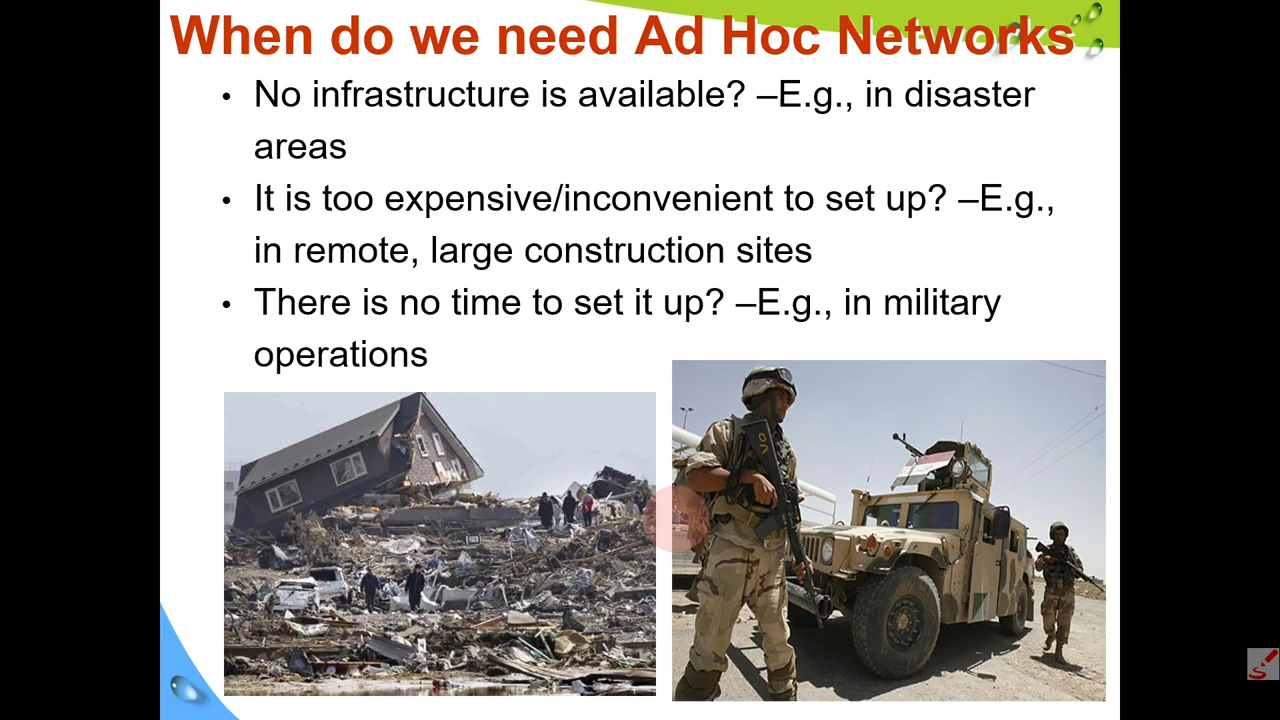 When do we need Ad Hoc Networks
• No infrastructure is available? –E.g., in disaster
areas
• It is too expensive/inconvenient to set up? –E.g.,
in remote, large construction sites
• There is no time to set it up? –E.g., in military
operations